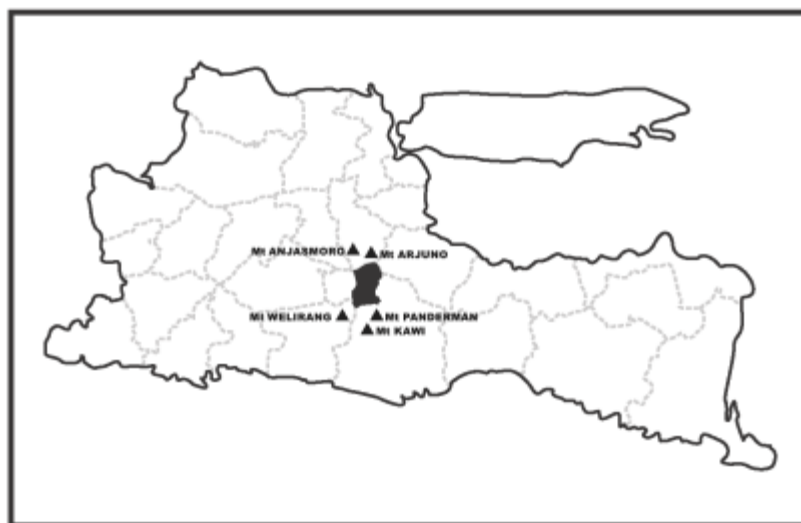 Mt ANJASMORO
Mt ARJUNO
Mt WELIRANG
Mt PANDERMAN
Mt KAWI